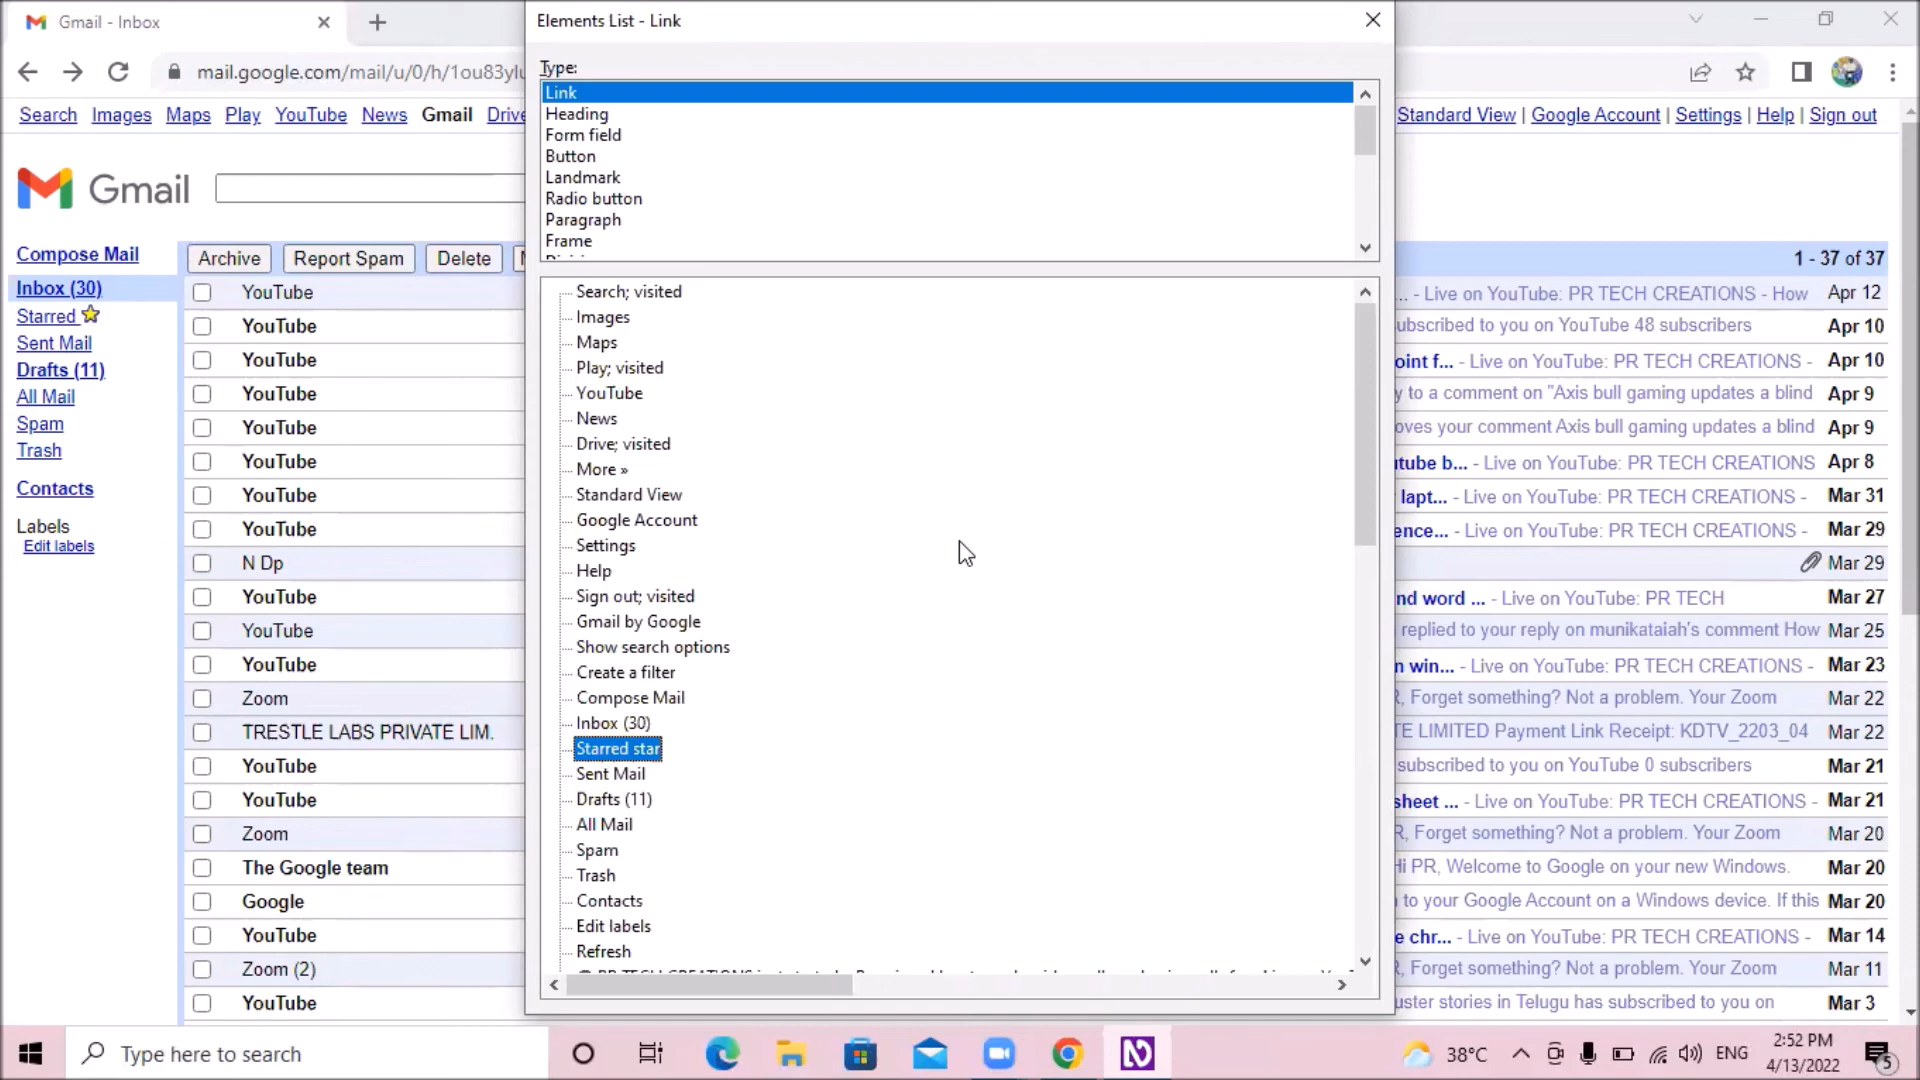 Gmail - Inbox
Elements List - Link
mail.google.com/mail/u/0/h/1ou83ylu
Type:
Link
Heading
Form field
Button
Landmark
Radio button
Paragraph
Frame
Search Images Maps Play YouTube News Gmail Drive
Standard View | Google Account | Settings | Help | Sign out
Gmail
Compose Mail
Inbox (30)
Starred
Sent Mail
Drafts (11)
All Mail
Spam
Trash
Contacts
Labels
Edit labels
Archive Report Spam Delete
1 - 37 of 37
YouTube
YouTube
YouTube
YouTube
YouTube
YouTube
YouTube
YouTube
N Dp
YouTube
YouTube
YouTube
Zoom
TRESTLE LABS PRIVATE LIM.
YouTube
YouTube
Zoom
The Google team
Google
YouTube
Zoom (2)
YouTube
Search; visited
Images
Maps
Play; visited
YouTube
News
Drive; visited
More »
Standard View
Google Account
Settings
Help
Sign out; visited
Gmail by Google
Show search options
Create a filter
Compose Mail
Inbox (30)
Starred star
Sent Mail
Drafts (11)
All Mail
Spam
Trash
Contacts
Edit labels
Refresh
... - Live on YouTube: PR TECH CREATIONS - How Apr 12
ubscribed to you on YouTube 48 subscribers Apr 10
oint f... - Live on YouTube: PR TECH CREATIONS - Apr 10
y to a comment on "Axis bull gaming updates a blind Apr 9
oves your comment Axis bull gaming updates a blind Apr 9
utube b... - Live on YouTube: PR TECH CREATIONS Apr 8
lapt... - Live on YouTube: PR TECH CREATIONS - Mar 31
ence... - Live on YouTube: PR TECH CREATIONS - Mar 29
Mar 29
nd word ... - Live on YouTube: PR TECH Mar 27
replied to your reply on munikataiah's comment How Mar 25
n win... - Live on YouTube: PR TECH CREATIONS - Mar 23
R, Forget something? Not a problem. Your Zoom Mar 22
TE LIMITED Payment Link Receipt: KDTV_2203_04 Mar 22
subscribed to you on YouTube 0 subscribers Mar 21
sheet ... - Live on YouTube: PR TECH CREATIONS - Mar 21
R, Forget something? Not a problem. Your Zoom Mar 20
Hi PR, Welcome to Google on your new Windows. Mar 20
to your Google Account on a Windows device. If this Mar 20
e chr... - Live on YouTube: PR TECH CREATIONS - Mar 14
R, Forget something? Not a problem. Your Zoom Mar 11
uster stories in Telugu has subscribed to you on Mar 3
Type here to search
38°C
ENG
2:52 PM
4/13/2022
5